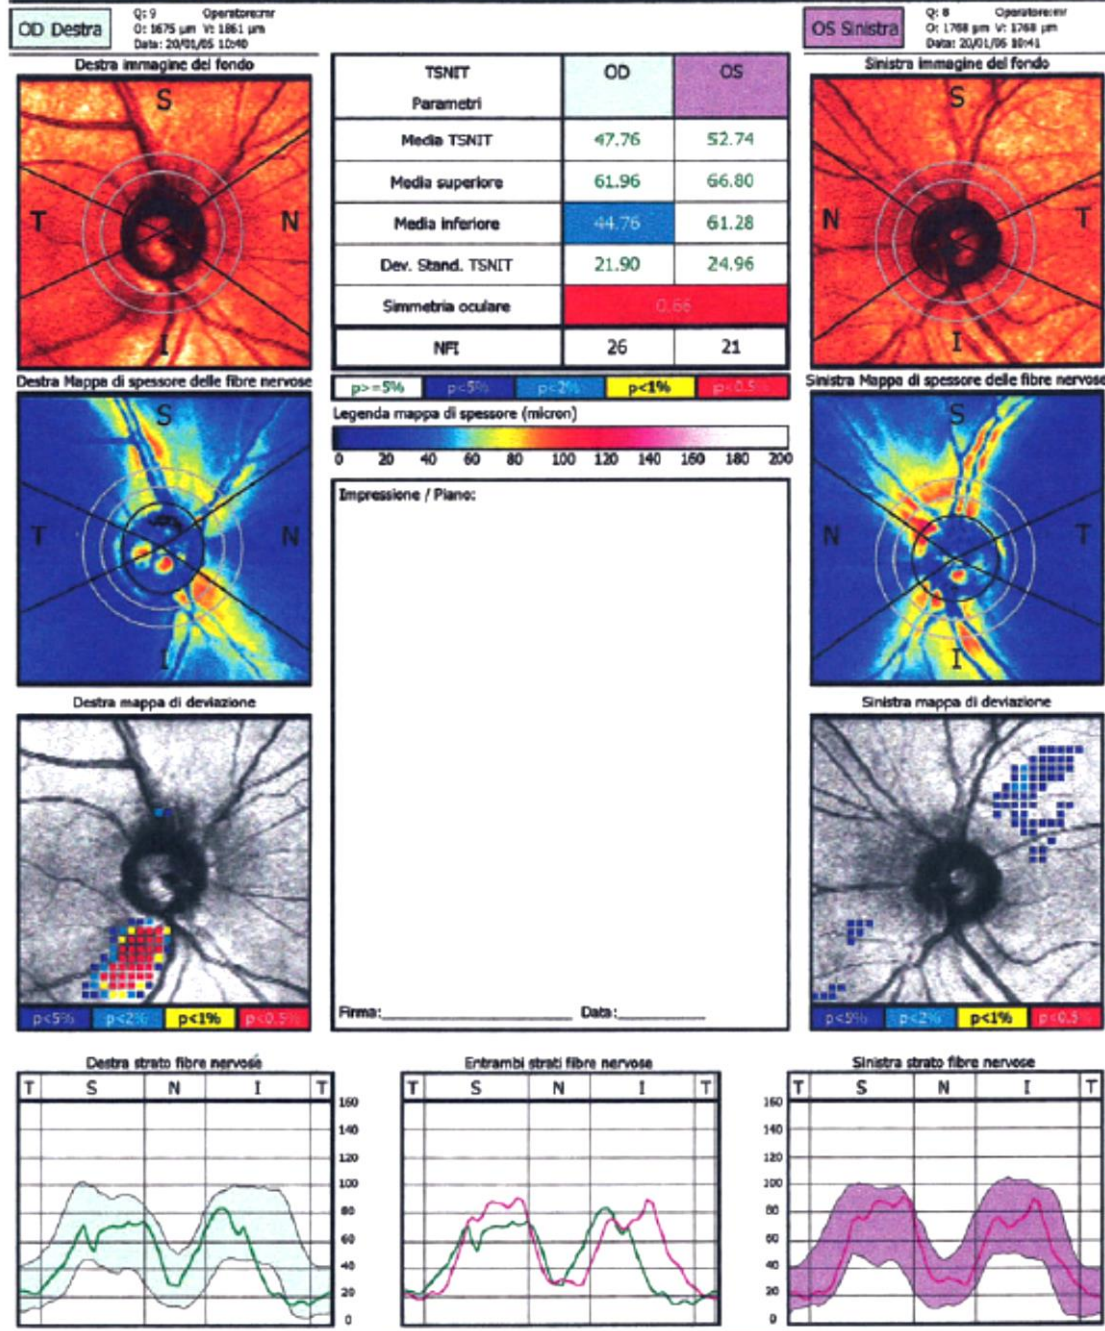 OD Destra
Q: 9 Operatore:mr
O: 1675 µm V: 1861 µm
Data: 20/01/05 10:40
OS Sinistra
Q: 8 Operatore:mr
O: 1768 µm V: 1768 µm
Data: 20/01/05 10:41
Destra immagine del fondo
S
T
N
I
TSNIT Parametri OD OS
Media TSNIT 47.76 52.74
Media superiore 61.96 66.80
Media inferiore 44.76 61.28
Dev. Stand. TSNIT 21.90 24.96
Simmetria oculare 0.66
NFI 26 21
p>=5% p<5% p<2% p<1% p<0.5%
Legenda mappa di spessore (micron)
0 20 40 60 80 100 120 140 160 180 200
Impressione / Piano:
Firma: Data:
Sinistra immagine del fondo
S
N
T
I
Destra Mappa di spessore delle fibre nervose
S
T
N
I
Sinistra Mappa di spessore delle fibre nervose
S
N
T
I
Destra mappa di deviazione
p<5% p<2% p<1% p<0.5%
Sinistra mappa di deviazione
p<5% p<2% p<1% p<0.5%
Destra strato fibre nervose
T S N I T
160
140
120
100
80
60
40
20
0
Entrambi strati fibre nervose
T S N I T
Sinistra strato fibre nervose
T S N I T
160
140
120
100
80
60
40
20
0